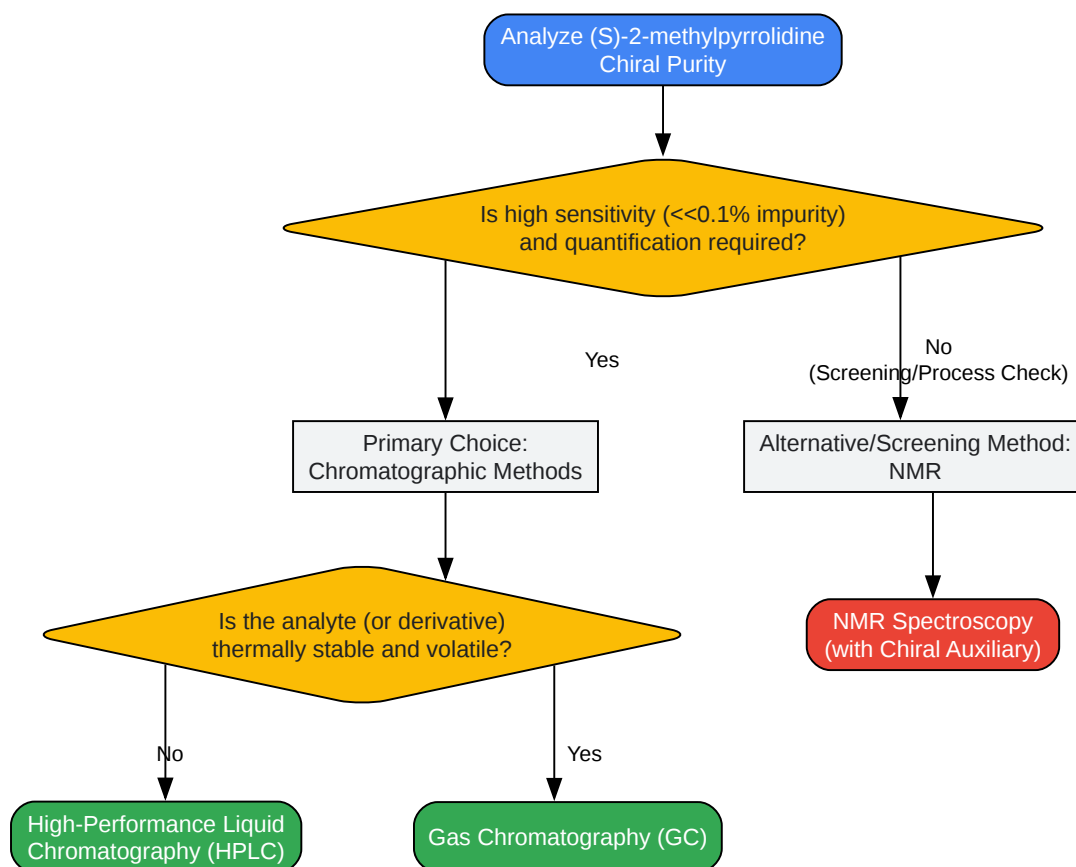 Analyze (S)-2-methylpyrrolidine
Chiral Purity
Is high sensitivity (<<0.1% impurity)
and quantification required?
Yes
No
(Screening/Process Check)
Primary Choice:
Chromatographic Methods
Alternative/Screening Method:
NMR
Is the analyte (or derivative)
thermally stable and volatile?
NMR Spectroscopy
(with Chiral Auxiliary)
No
Yes
High-Performance Liquid
Chromatography (HPLC)
Gas Chromatography (GC)